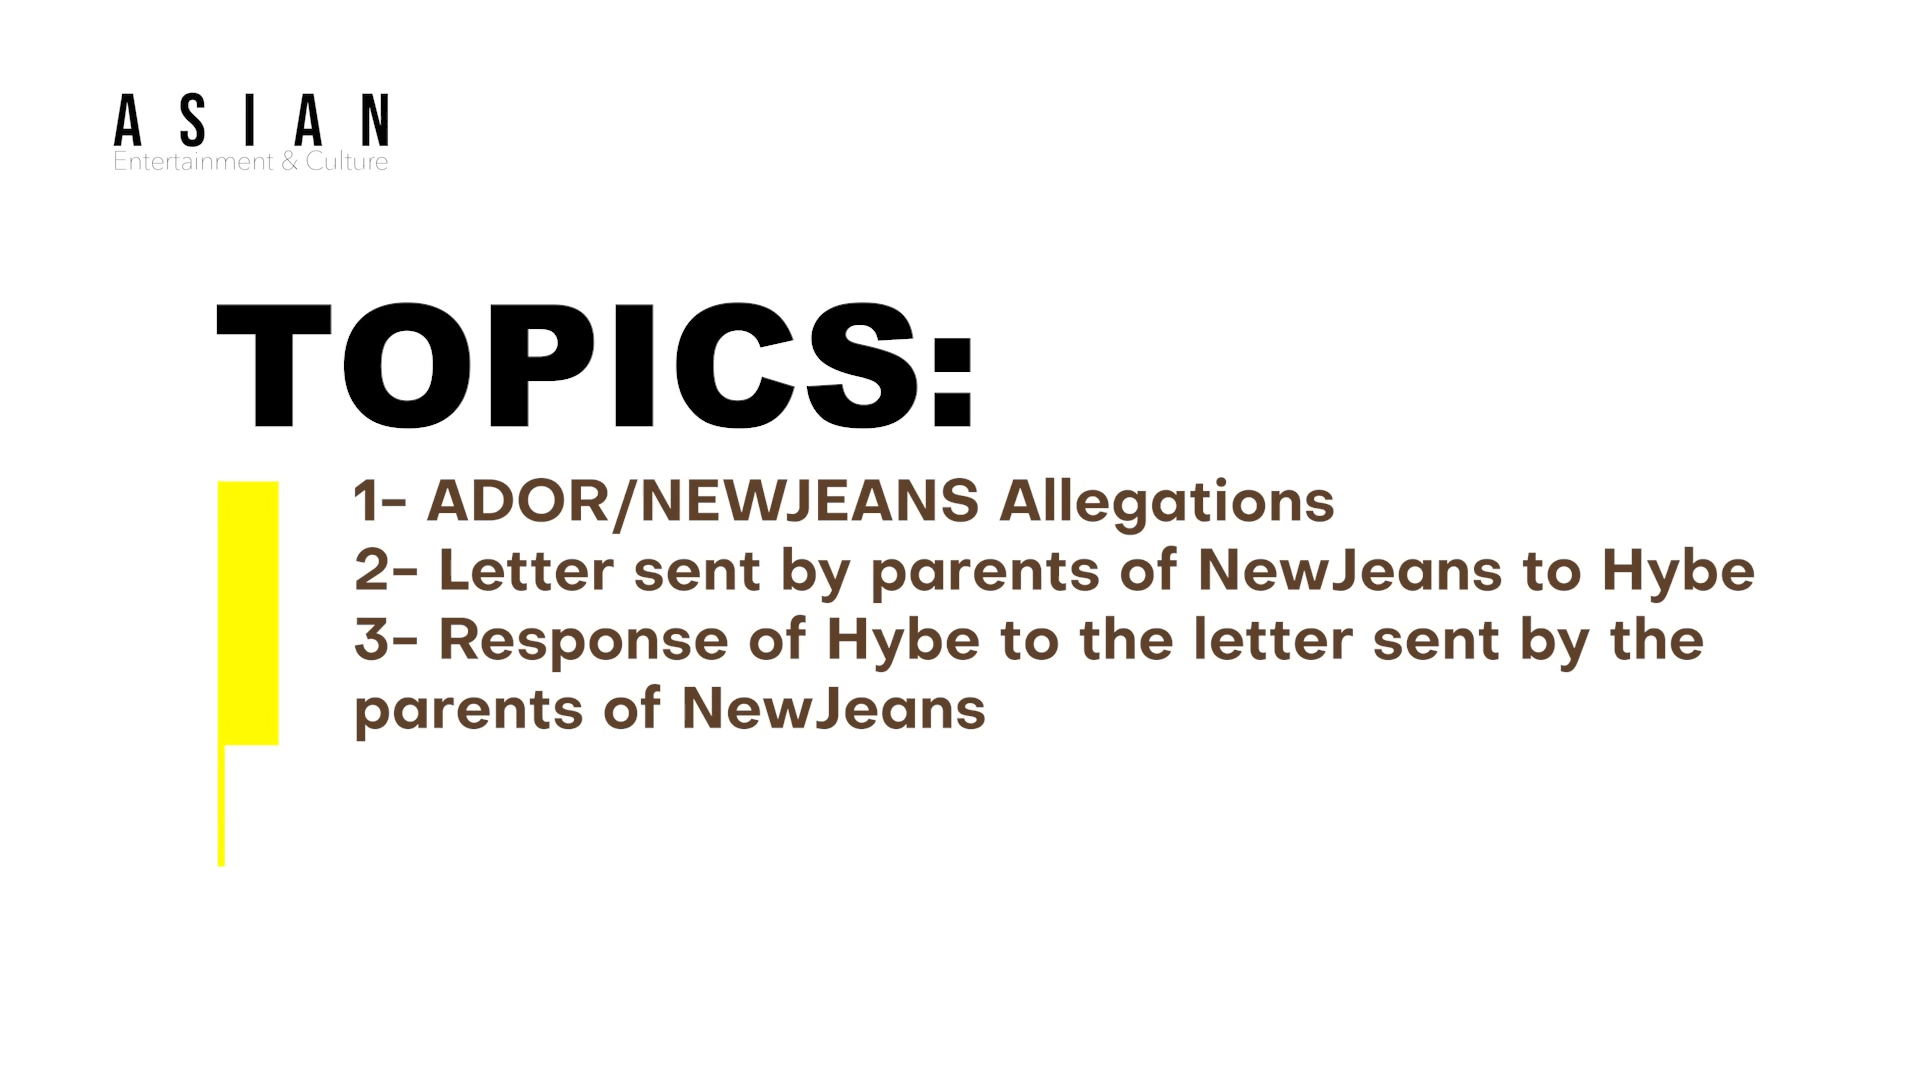 ASIAN
Entertainment & Culture
TOPICS:
1- ADOR/NEWJEANS Allegations
2- Letter sent by parents of NewJeans to Hybe
3- Response of Hybe to the letter sent by the
parents of NewJeans